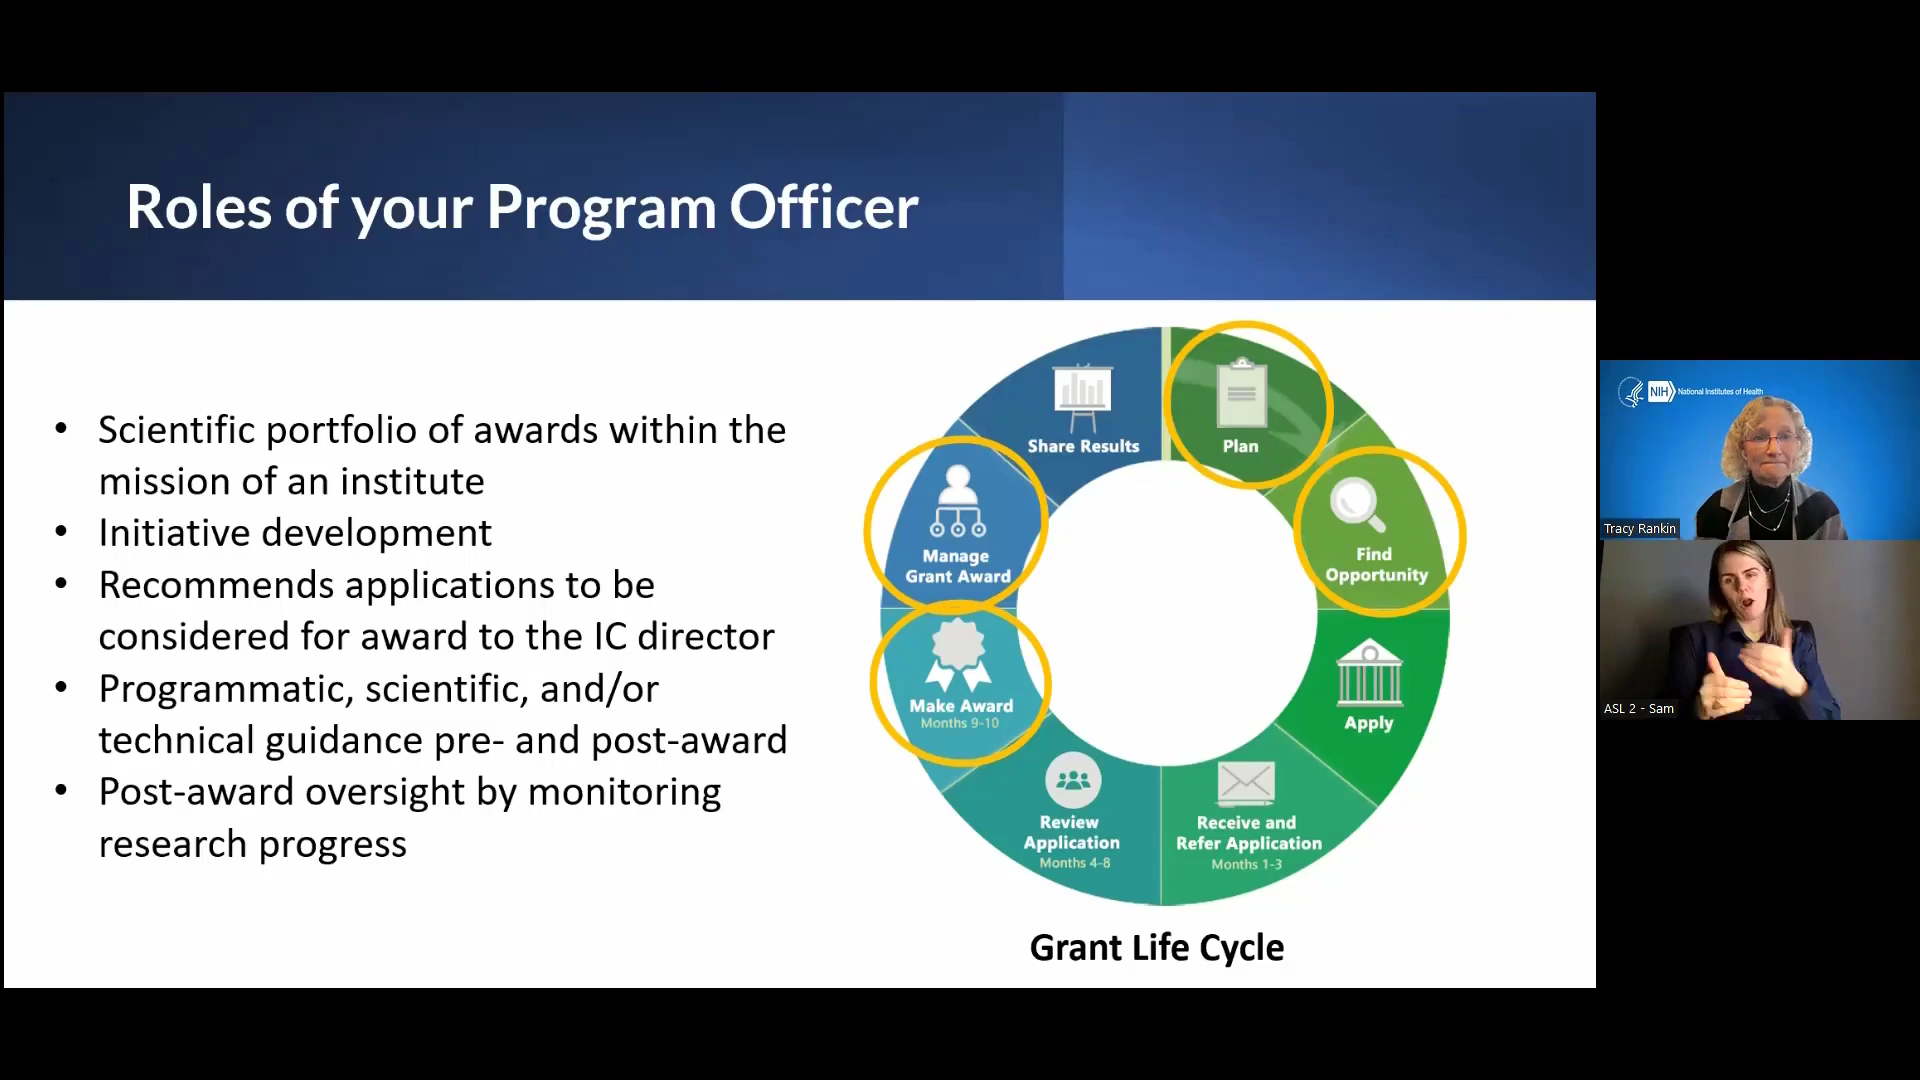 Roles of your Program Officer
• Scientific portfolio of awards within the
mission of an institute
• Initiative development
• Recommends applications to be
considered for award to the IC director
• Programmatic, scientific, and/or
technical guidance pre- and post-award
• Post-award oversight by monitoring
research progress
Share Results
Plan
Manage
Grant Award
Find
Opportunity
Make Award
Months 9-10
Apply
Review
Application
Months 4-8
Receive and
Refer Application
Months 1-3
Grant Life Cycle
NIH National Institutes of Health
Tracy Rankin
ASL 2 - Sam